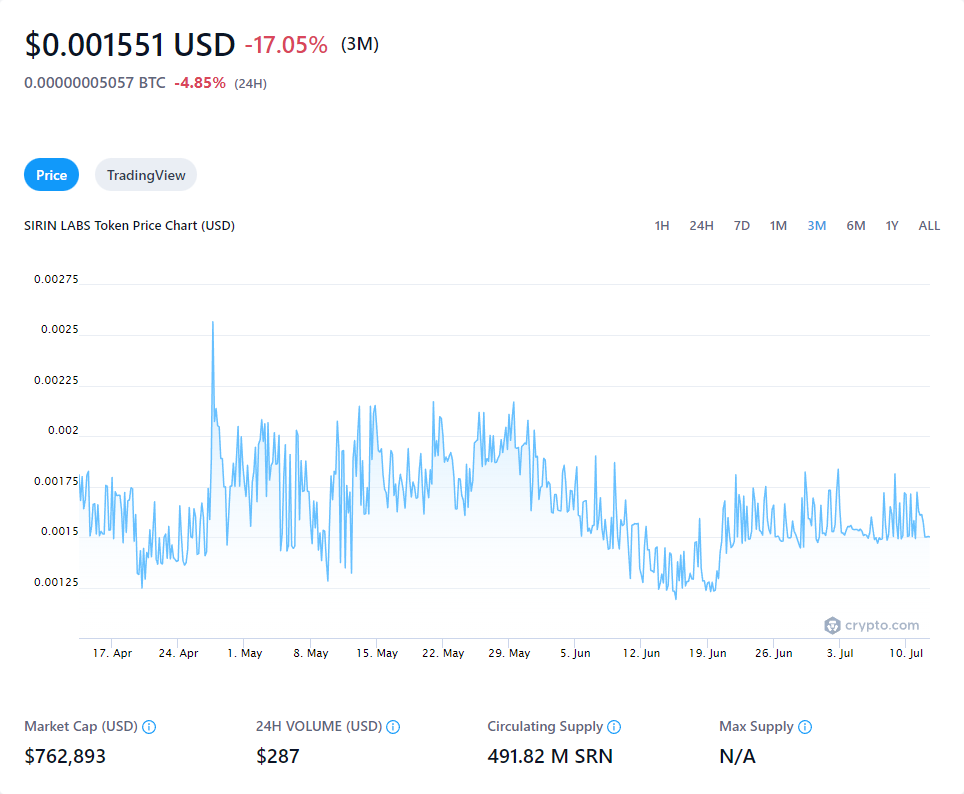 $0.001551 USD -17.05% (3M)
0.00000005057 BTC -4.85% (24H)
Price TradingView
SIRIN LABS Token Price Chart (USD) 1H 24H 7D 1M 3M 6M 1Y ALL
0.00275
0.0025
0.00225
0.002
0.00175
0.0015
0.00125
crypto.com
17. Apr 24. Apr 1. May 8. May 15. May 22. May 29. May 5. Jun 12. Jun 19. Jun 26. Jun 3. Jul 10. Jul
Market Cap (USD) 24H VOLUME (USD) Circulating Supply Max Supply
$762,893 $287 491.82 M SRN N/A